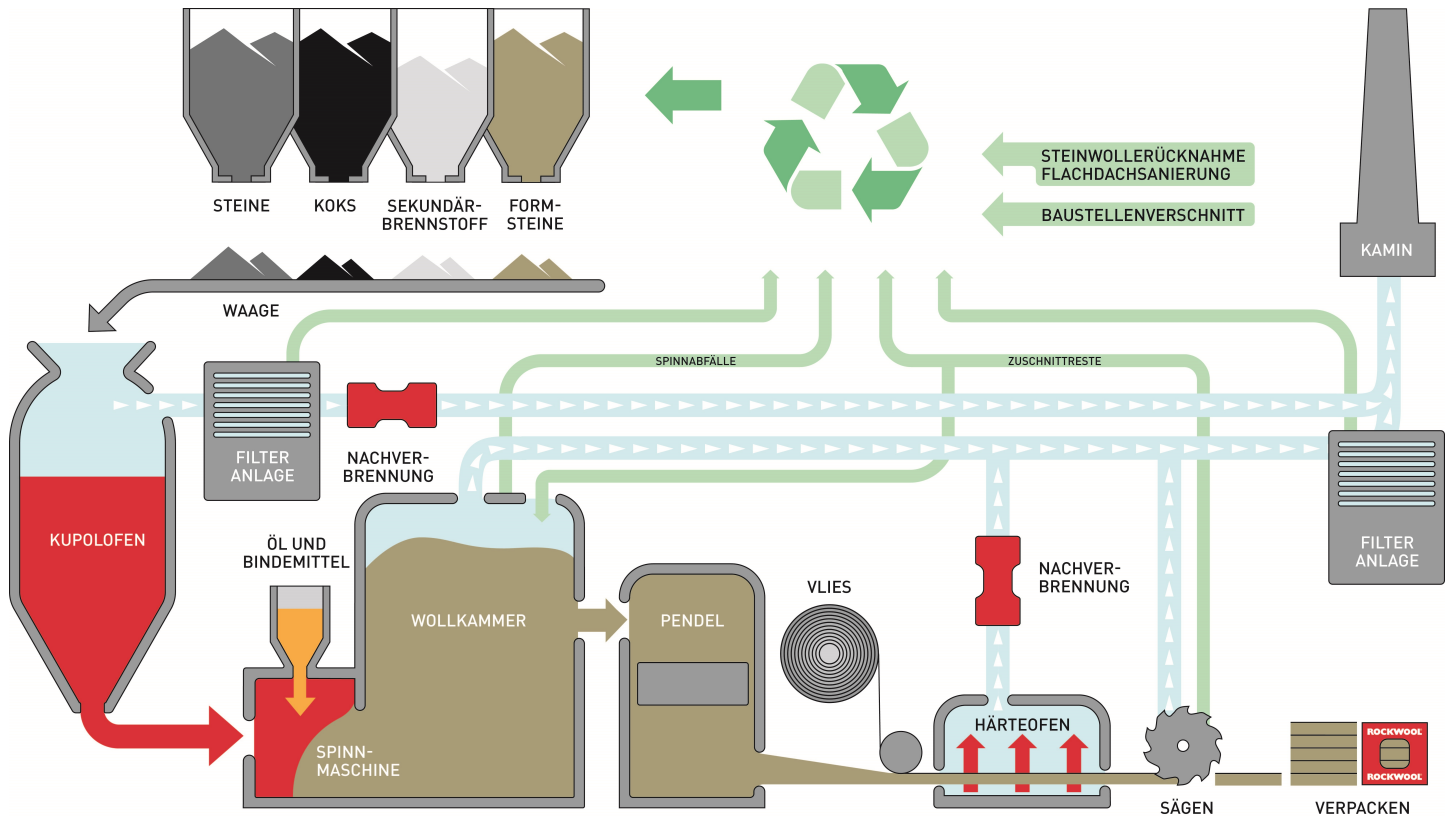 STEINE
KOKS
SEKUNDÄR-
BRENNSTOFF
FORM-
STEINE
STEINWOLLERÜCKNAHME
FLACHDACHSANIERUNG
BAUSTELLENVERSCHNITT
KAMIN
WAAGE
SPINNABFÄLLE
ZUSCHNITTRESTE
FILTER
ANLAGE
NACHVER-
BRENNUNG
KUPOLOFEN
ÖL UND
BINDEMITTEL
FILTER
ANLAGE
WOLLKAMMER
PENDEL
VLIES
NACHVER-
BRENNUNG
SPINN-
MASCHINE
HÄRTEOFEN
SÄGEN
ROCKWOOL
ROCKWOOL
VERPACKEN